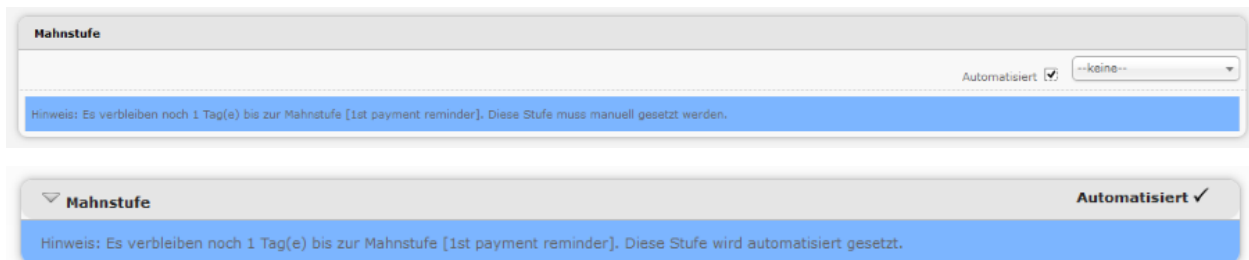 Mahnstufe
Automatisiert --keine--
Hinweis: Es verbleiben noch 1 Tag(e) bis zur Mahnstufe [1st payment reminder]. Diese Stufe muss manuell gesetzt werden.
Mahnstufe Automatisiert ✓
Hinweis: Es verbleiben noch 1 Tag(e) bis zur Mahnstufe [1st payment reminder]. Diese Stufe wird automatisiert gesetzt.